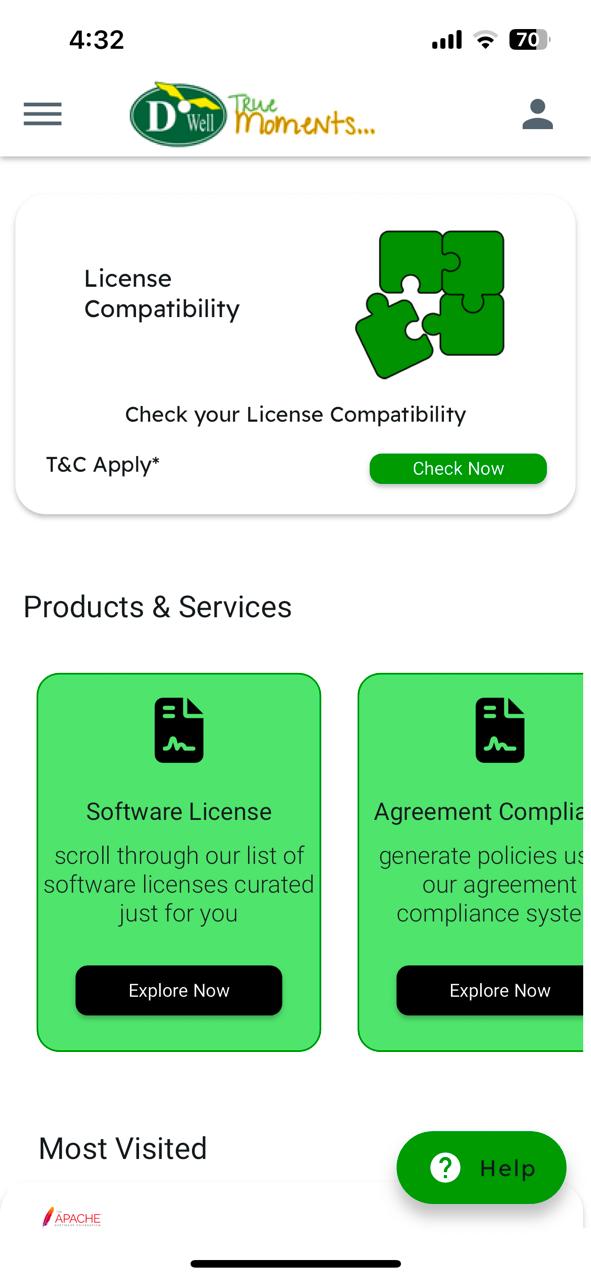 4:32
70
D Well
True
Moments...
License
Compatibility
Check your License Compatibility
T&C Apply*
Check Now
Products & Services
Software License
scroll through our list of
software licenses curated
just for you
Explore Now
Agreement Complia
generate policies us
our agreement
compliance syste
Explore Now
Most Visited
Help
APACHE